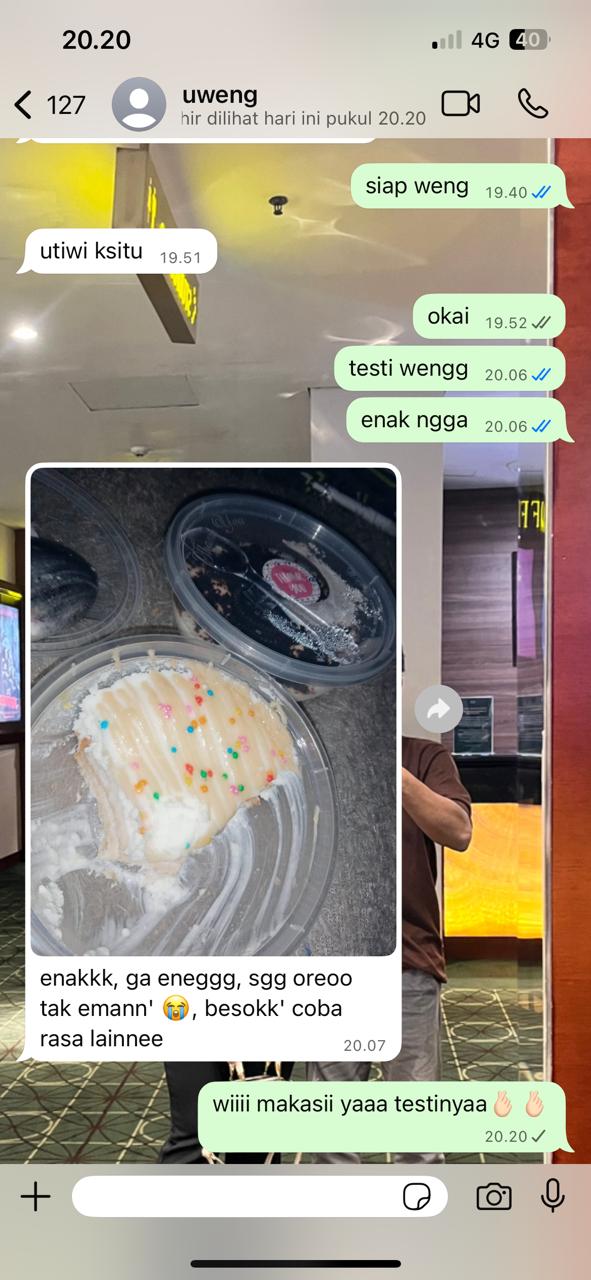 20.20
4G
40
127
uweng
hir dilihat hari ini pukul 20.20
siap weng 19.40
utiwi ksitu 19.51
okai 19.52
testi wengg 20.06
enak ngga 20.06
enakkk, ga eneggg, sgg oreoo
tak emann' 😭, besokk' coba
rasa lainnee
20.07
wiiii makasii yaaa testinyaa🫰🏻🫰🏻
20.20